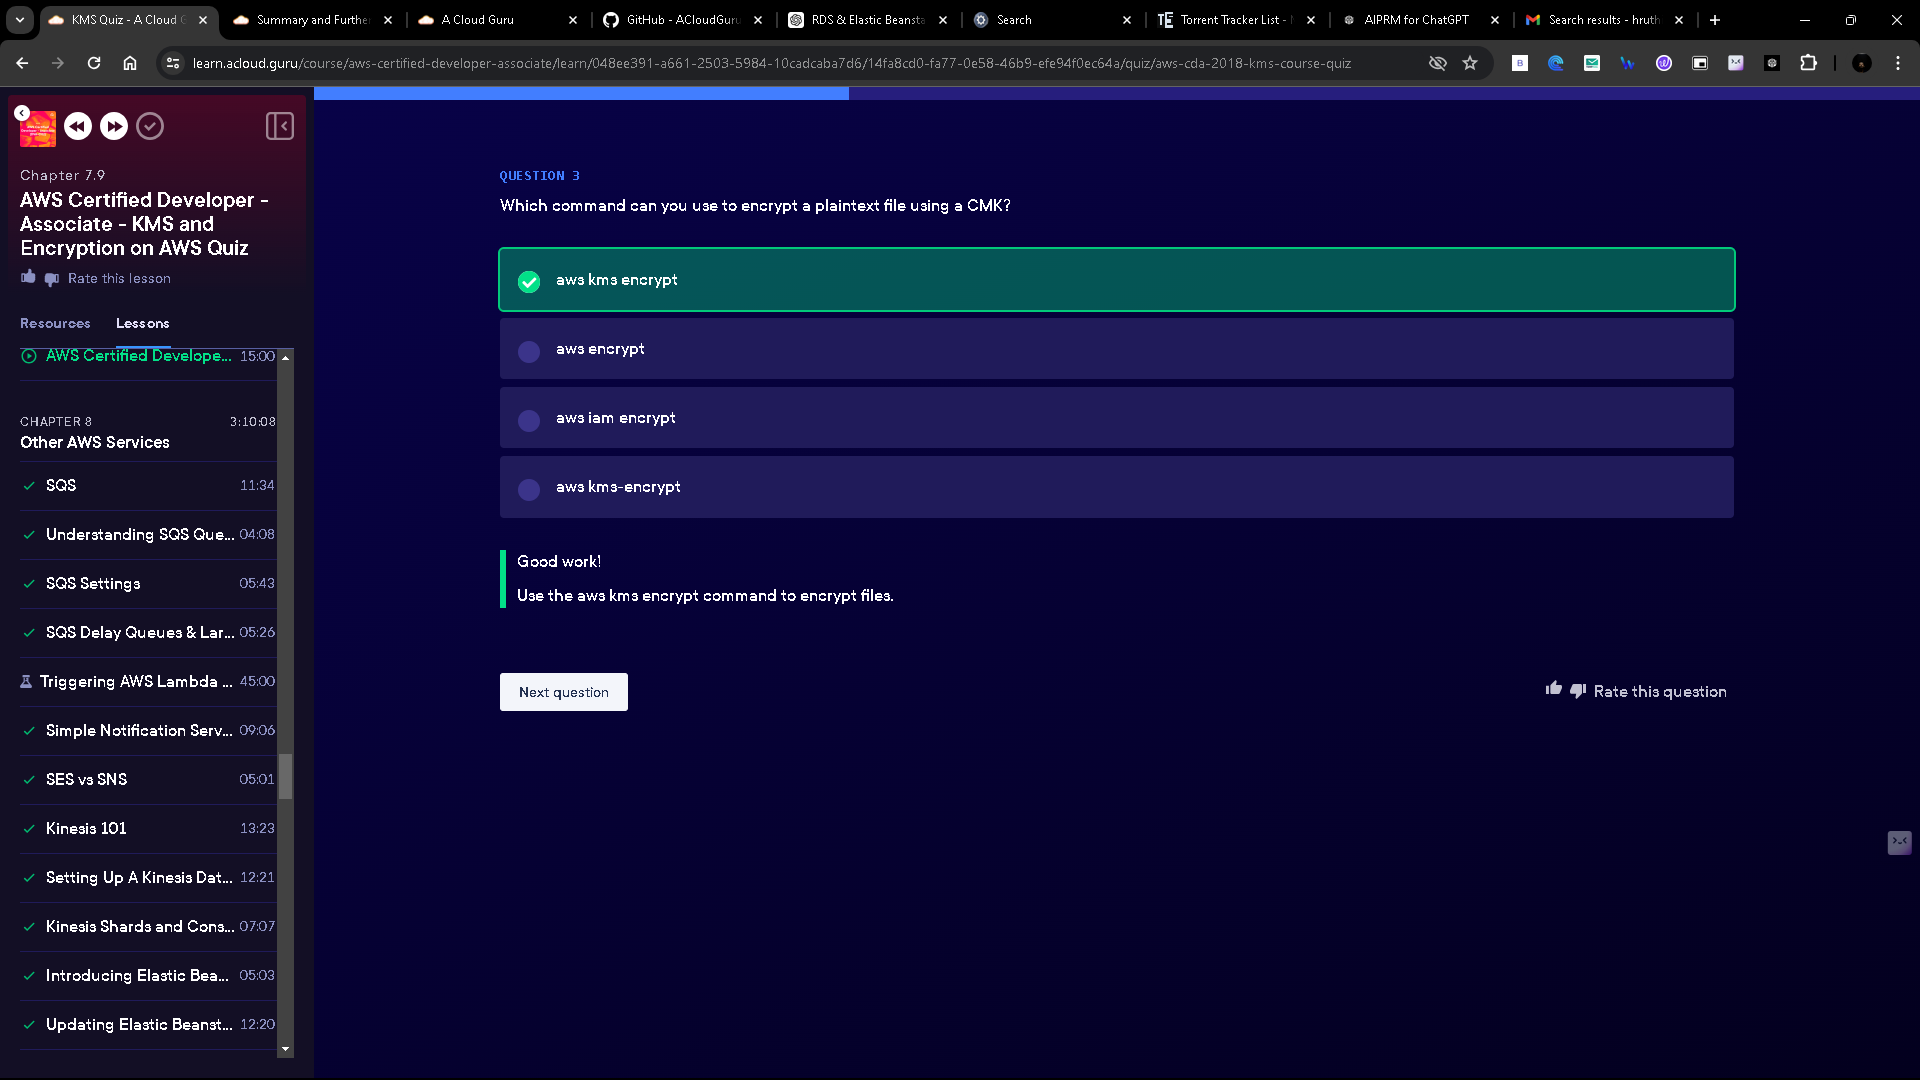 KMS Quiz - A Cloud G
Summary and Further
A Cloud Guru
GitHub - ACloudGuru
RDS & Elastic Beansta
Search
Torrent Tracker List -
AIPRM for ChatGPT
Search results - hruth
learn.acloud.guru/course/aws-certified-developer-associate/learn/048ee391-a661-2503-5984-10cadcaba7d6/14fa8cd0-fa77-0e58-46b9-efe94f0ec64a/quiz/aws-cda-2018-kms-course-quiz
Chapter 7.9
AWS Certified Developer -
Associate - KMS and
Encryption on AWS Quiz
Rate this lesson
Resources Lessons
AWS Certified Develope... 15:00
CHAPTER 8 3:10:08
Other AWS Services
SQS 11:34
Understanding SQS Que... 04:08
SQS Settings 05:43
SQS Delay Queues & Lar... 05:26
Triggering AWS Lambda ... 45:00
Simple Notification Serv... 09:06
SES vs SNS 05:01
Kinesis 101 13:23
Setting Up A Kinesis Dat... 12:21
Kinesis Shards and Cons... 07:07
Introducing Elastic Bea... 05:03
Updating Elastic Beanst... 12:20
QUESTION 3
Which command can you use to encrypt a plaintext file using a CMK?
aws kms encrypt
aws encrypt
aws iam encrypt
aws kms-encrypt
Good work!
Use the aws kms encrypt command to encrypt files.
Next question
Rate this question